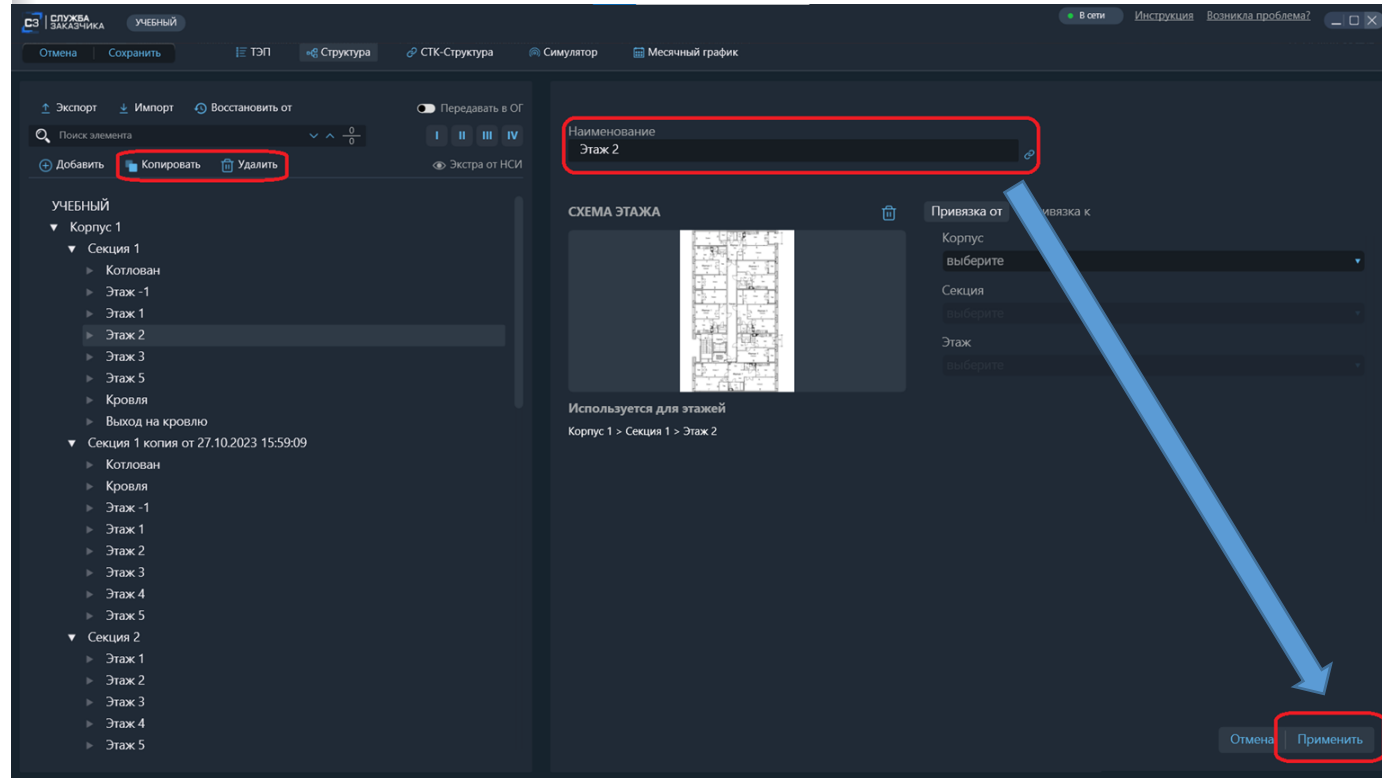 СЗ СЛУЖБА ЗАКАЗЧИКА УЧЕБНЫЙ В сети Инструкция Возникла проблема?
Отмена Сохранить ТЭП Структура СТК-Структура Симулятор Месячный график
Экспорт Импорт Восстановить от Передавать в ОГ
Поиск элемента 0 0 I II III IV
Добавить Копировать Удалить Экстра от НСИ
УЧЕБНЫЙ
Корпус 1
Секция 1
Котлован
Этаж -1
Этаж 1
Этаж 2
Этаж 3
Этаж 5
Кровля
Выход на кровлю
Секция 1 копия от 27.10.2023 15:59:09
Котлован
Кровля
Этаж -1
Этаж 1
Этаж 2
Этаж 3
Этаж 4
Этаж 5
Секция 2
Этаж 1
Этаж 2
Этаж 3
Этаж 4
Этаж 5
Наименование
Этаж 2
СХЕМА ЭТАЖА
Используется для этажей
Корпус 1 > Секция 1 > Этаж 2
Привязка от ивязка к
Корпус
выберите
Секция
выберите
Этаж
выберите
Отмена Применить